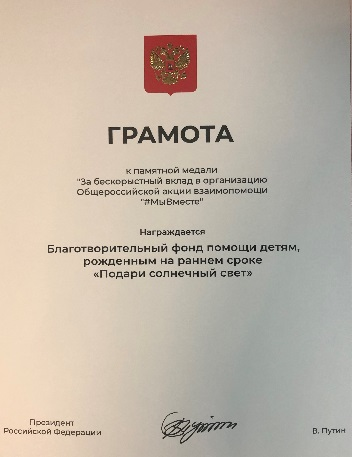 ГРАМОТА
к памятной медали
"За бескорыстный вклад в организацию
Общероссийской акции взаимопомощи
"#МыВместе"
Награждается
Благотворительный фонд помощи детям,
рожденным на раннем сроке
«Подари солнечный свет»
Президент
Российской Федерации
В. Путин